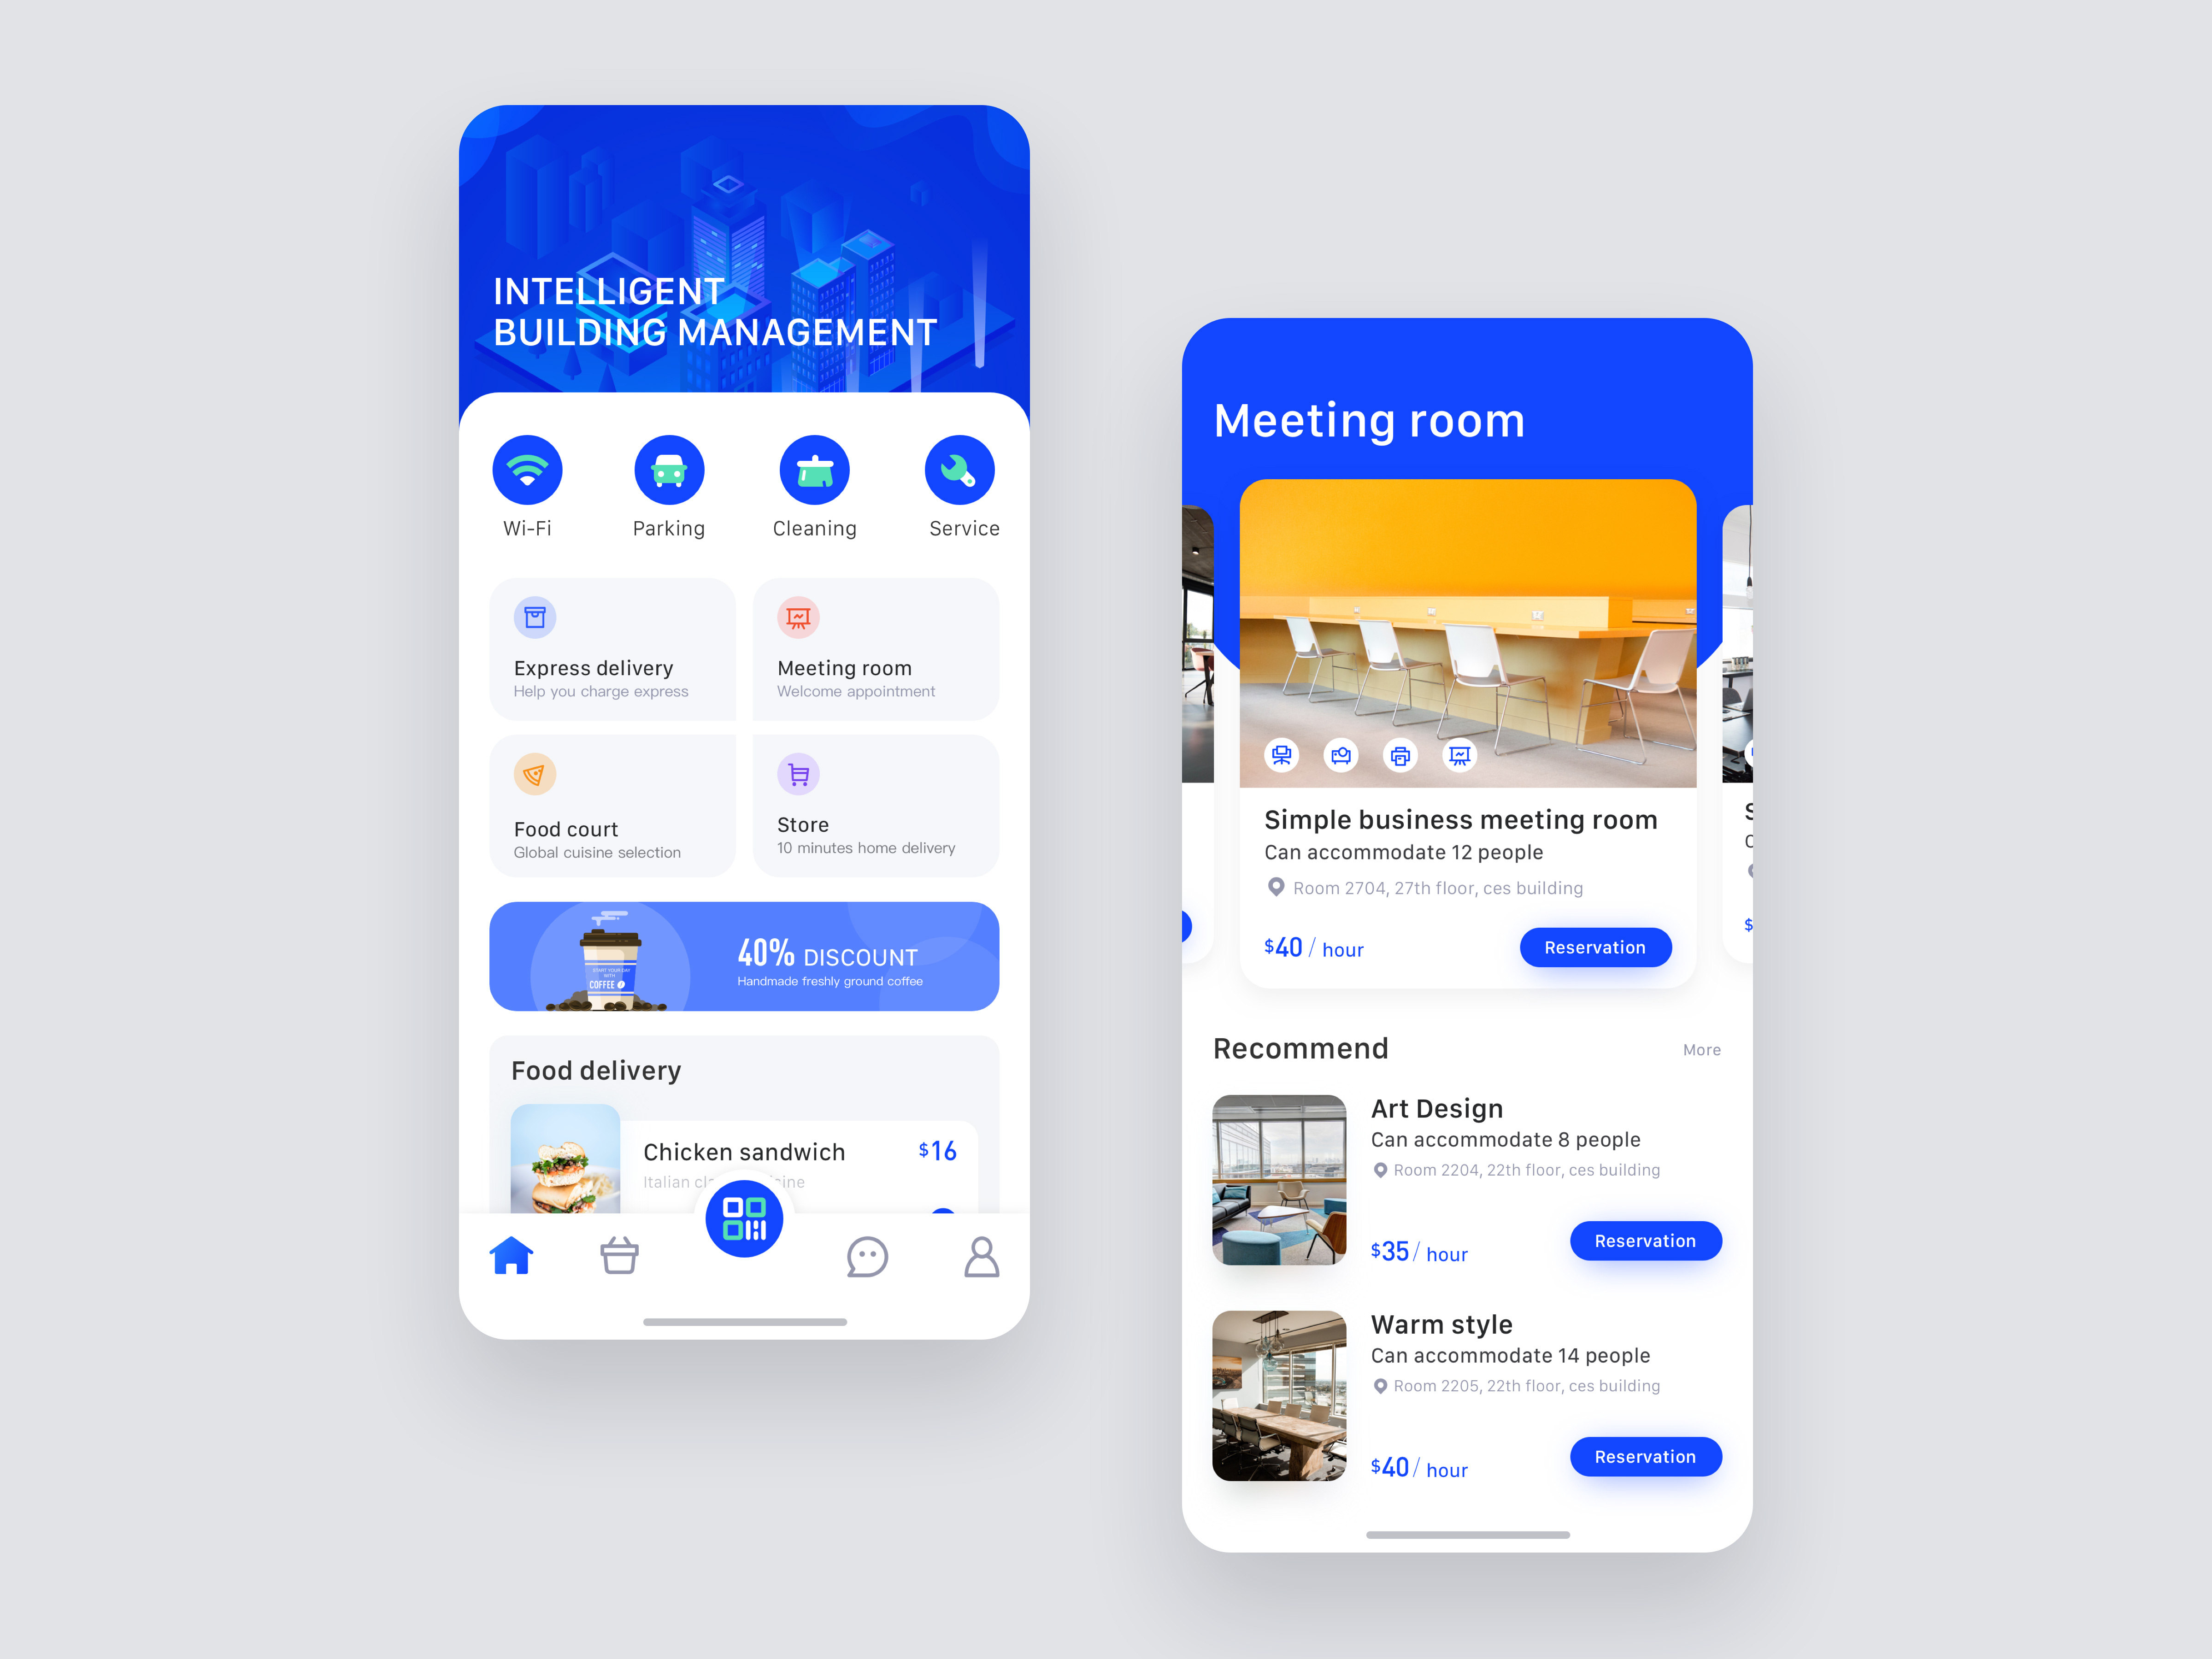 INTELLIGENT
BUILDING MANAGEMENT
Wi-Fi
Parking
Cleaning
Service
Express delivery
Help you charge express
Meeting room
Welcome appointment
Food court
Global cuisine selection
Store
10 minutes home delivery
START YOUR DAY
WITH
COFFEE
40% DISCOUNT
Handmade freshly ground coffee
Food delivery
Chicken sandwich
$16
Italian
Meeting room
Simple business meeting room
Can accommodate 12 people
Room 2704, 27th floor, ces building
$40 / hour
Reservation
S
C
$
Recommend
More
Art Design
Can accommodate 8 people
Room 2204, 22th floor, ces building
$35 / hour
Reservation
Warm style
Can accommodate 14 people
Room 2205, 22th floor, ces building
$40 / hour
Reservation